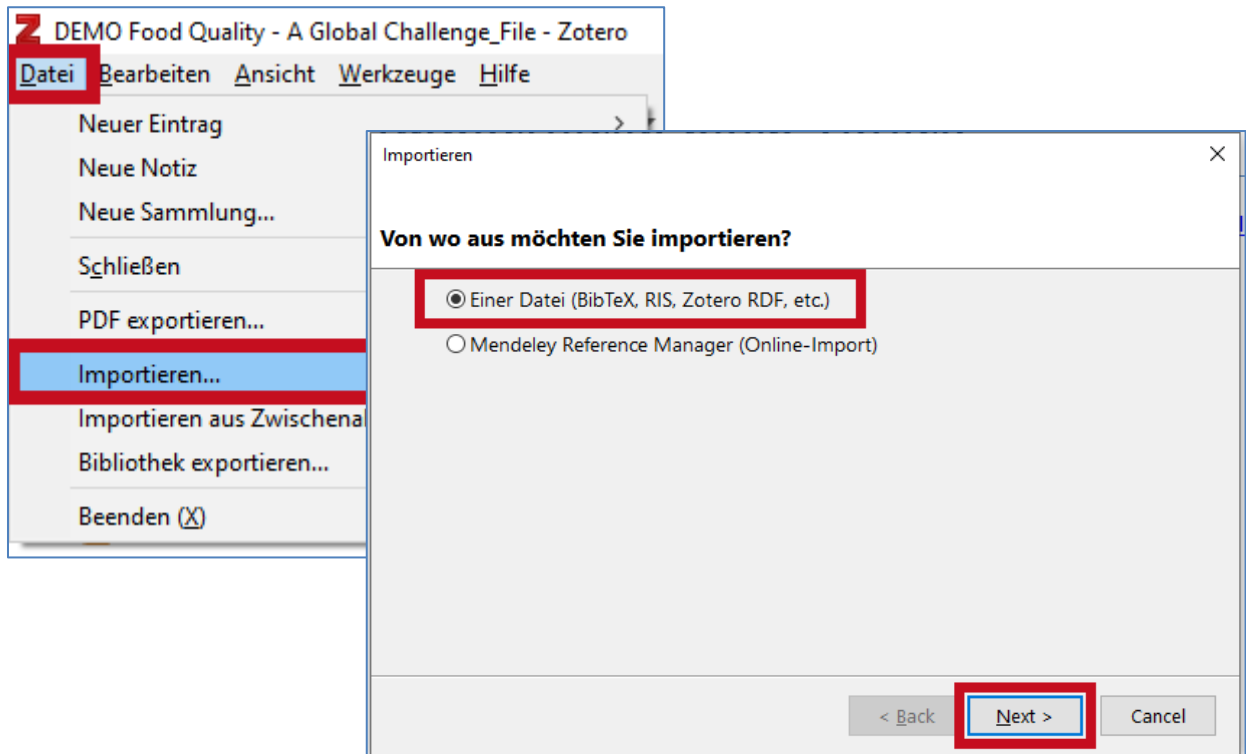 DEMO Food Quality - A Global Challenge_File - Zotero
Datei Bearbeiten Ansicht Werkzeuge Hilfe
Neuer Eintrag >
Neue Notiz
Neue Sammlung...
Schließen
PDF exportieren...
Importieren...
Importieren aus
Bibliothek exportieren...
Beenden (X)
Importieren
Von wo aus möchten Sie importieren?
Einer Datei (BibTeX, RIS, Zotero RDF, etc.)
Mendeley Reference Manager (Online-Import)
< Back Next > Cancel